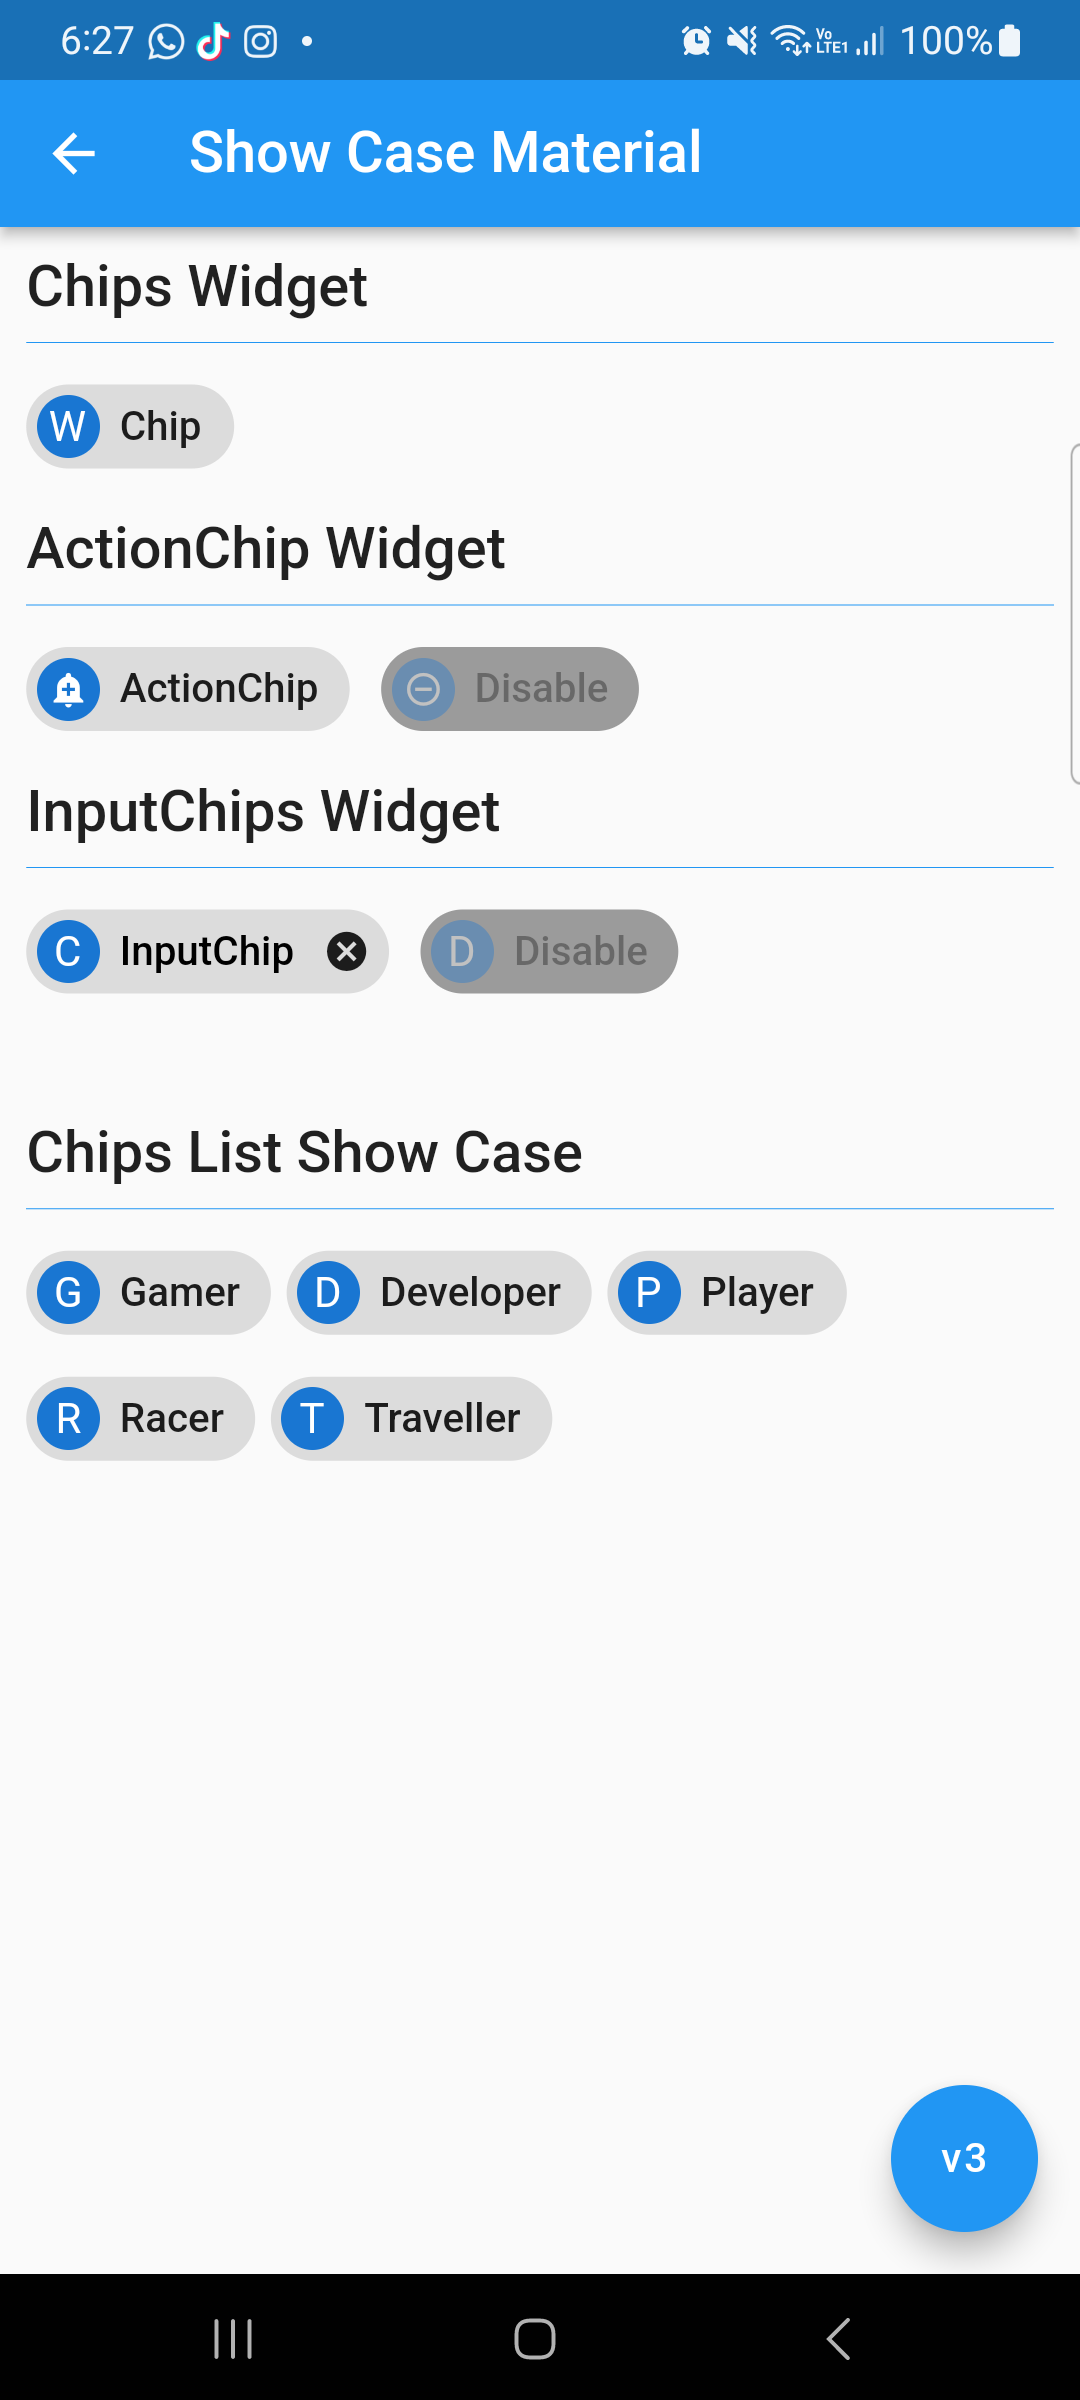 6:27 Vo LTE1 100%
Show Case Material
Chips Widget
W Chip
ActionChip Widget
ActionChip Disable
InputChips Widget
C InputChip D Disable
Chips List Show Case
G Gamer D Developer P Player
R Racer T Traveller
v3